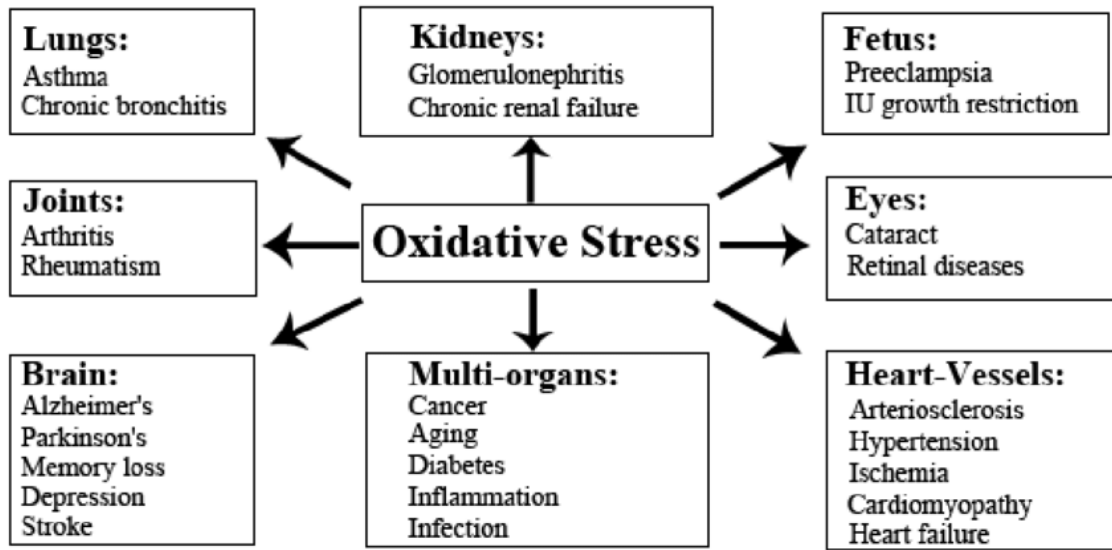 Lungs:
Asthma
Chronic bronchitis
Kidneys:
Glomerulonephritis
Chronic renal failure
Fetus:
Preeclampsia
IU growth restriction
Joints:
Arthritis
Rheumatism
Oxidative Stress
Eyes:
Cataract
Retinal diseases
Brain:
Alzheimer's
Parkinson's
Memory loss
Depression
Stroke
Multi-organs:
Cancer
Aging
Diabetes
Inflammation
Infection
Heart-Vessels:
Arteriosclerosis
Hypertension
Ischemia
Cardiomyopathy
Heart failure